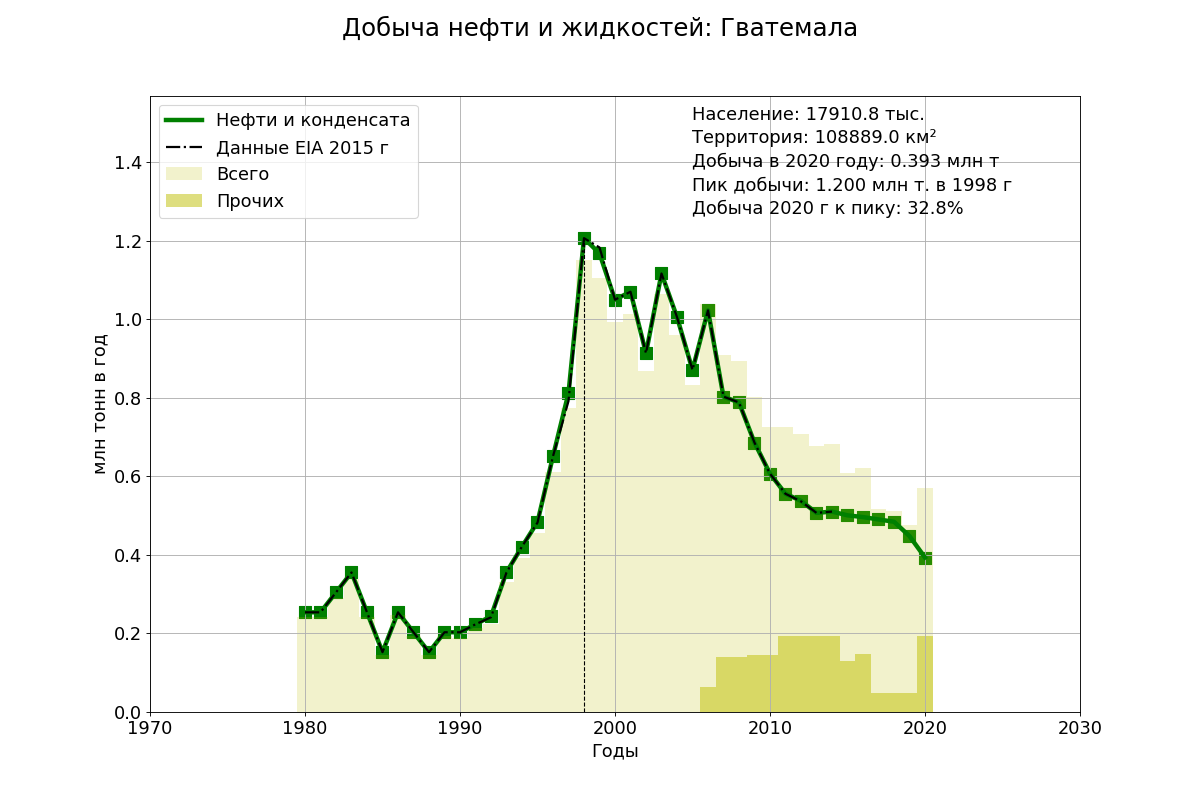 Добыча нефти и жидкостей: Гватемала
Нефти и конденсата
Данные EIA 2015 г
Всего
Прочих
Население: 17910.8 тыс.
Территория: 108889.0 км²
Добыча в 2020 году: 0.393 млн т
Пик добычи: 1.200 млн т. в 1998 г
Добыча 2020 г к пику: 32.8%
млн тонн в год
1.4
1.2
1.0
0.8
0.6
0.4
0.2
0.0
1970 1980 1990 2000 2010 2020 2030
Годы